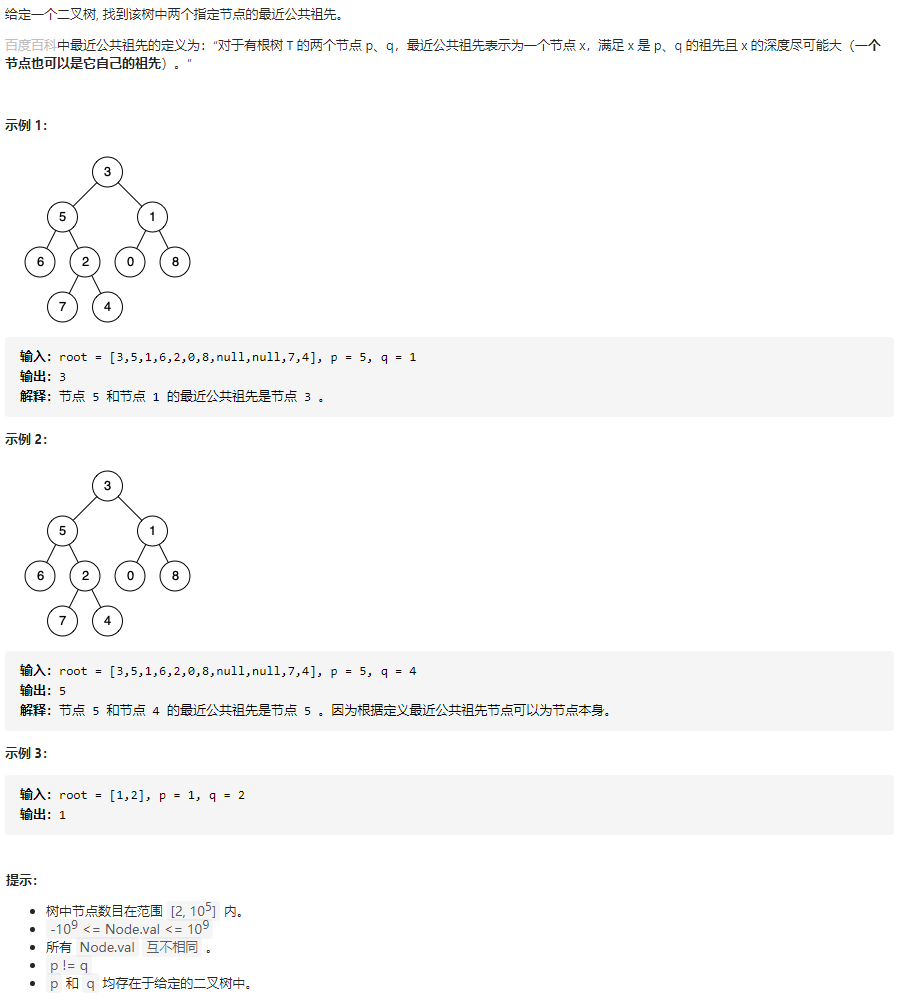 给定一个二叉树, 找到该树中两个指定节点的最近公共祖先。
百度百科中最近公共祖先的定义为：“对于有根树 T 的两个节点 p、q，最近公共祖先表示为一个节点 x，满足 x 是 p、q 的祖先且 x 的深度尽可能大（一个
节点也可以是它自己的祖先）。”
示例 1：
3
5 1
6 2 0 8
7 4
输入：root = [3,5,1,6,2,0,8,null,null,7,4], p = 5, q = 1
输出：3
解释：节点 5 和节点 1 的最近公共祖先是节点 3 。
示例 2：
3
5 1
6 2 0 8
7 4
输入：root = [3,5,1,6,2,0,8,null,null,7,4], p = 5, q = 4
输出：5
解释：节点 5 和节点 4 的最近公共祖先是节点 5 。因为根据定义最近公共祖先节点可以为节点本身。
示例 3：
输入：root = [1,2], p = 1, q = 2
输出：1
提示：
• 树中节点数目在范围 [2, 10⁵] 内。
• -10⁹ <= Node.val <= 10⁹
• 所有 Node.val 互不相同 。
• p != q
• p 和 q 均存在于给定的二叉树中。